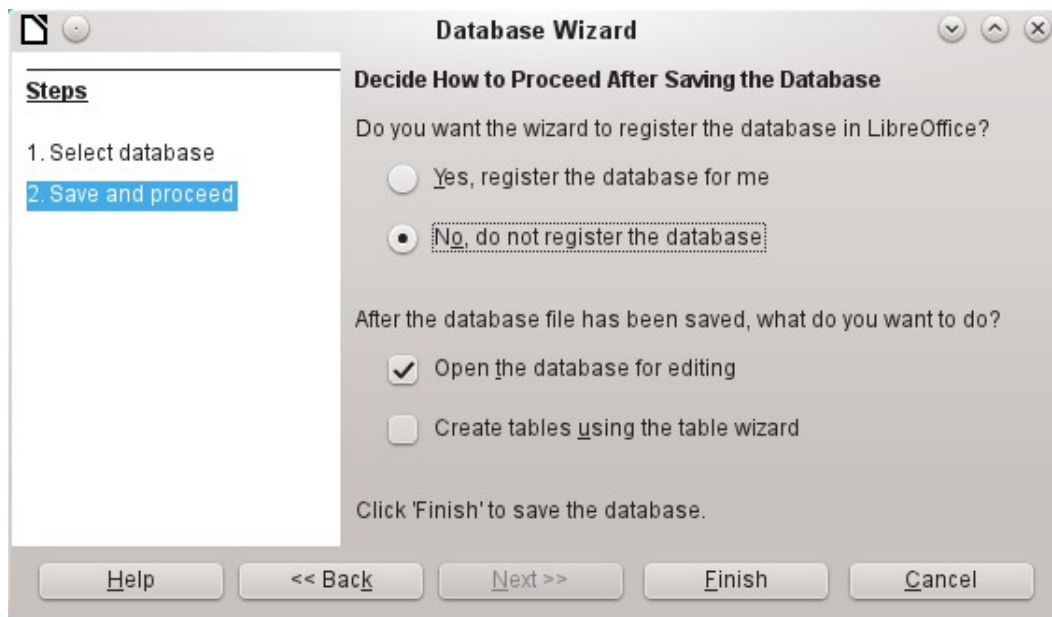 Database Wizard
Steps
1. Select database
2. Save and proceed
Decide How to Proceed After Saving the Database
Do you want the wizard to register the database in LibreOffice?
Yes, register the database for me
No, do not register the database
After the database file has been saved, what do you want to do?
Open the database for editing
Create tables using the table wizard
Click 'Finish' to save the database.
Help
<< Back
Next >>
Finish
Cancel